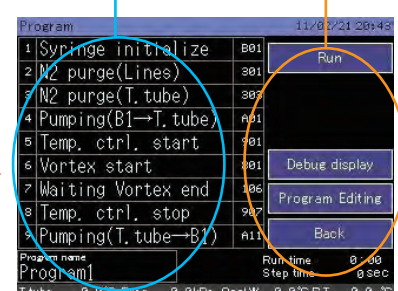 Program 11/02/21 20:43
1 Syringe initialize B01
2 N2 purge(Lines) 301
3 N2 purge(T.tube) 303
4 Pumping(B1→T.tube) A01
5 Temp. ctrl. start 901
6 Vortex start 801
7 Waiting Vortex end 106
8 Temp. ctrl. stop 907
9 Pumping(T.tube→B1) A11
Run
Debug display
Program Editing
Back
Program name
Program1
Run time 0:00
Step time 0sec